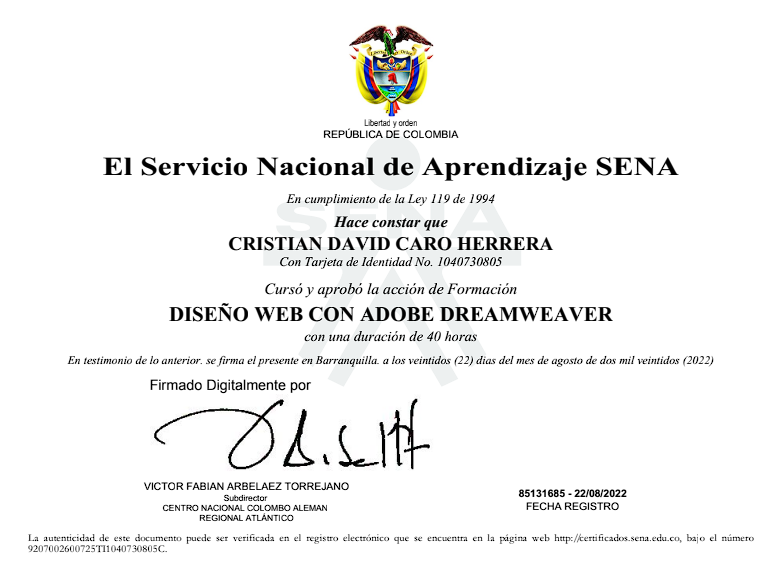 Libertad y orden
REPÚBLICA DE COLOMBIA
El Servicio Nacional de Aprendizaje SENA
En cumplimiento de la Ley 119 de 1994
SENA
Hace constar que
CRISTIAN DAVID CARO HERRERA
Con Tarjeta de Identidad No. 1040730805
Cursó y aprobó la acción de Formación
DISEÑO WEB CON ADOBE DREAMWEAVER
con una duración de 40 horas
En testimonio de lo anterior. se firma el presente en Barranquilla. a los veintidos (22) dias del mes de agosto de dos mil veintidos (2022)
Firmado Digitalmente por
VICTOR FABIAN ARBELAEZ TORREJANO
Subdirector
CENTRO NACIONAL COLOMBO ALEMAN
REGIONAL ATLÁNTICO
85131685 - 22/08/2022
FECHA REGISTRO
La autenticidad de este documento puede ser verificada en el registro electrónico que se encuentra en la página web http://certificados.sena.edu.co, bajo el número
9207002600725TI1040730805C.